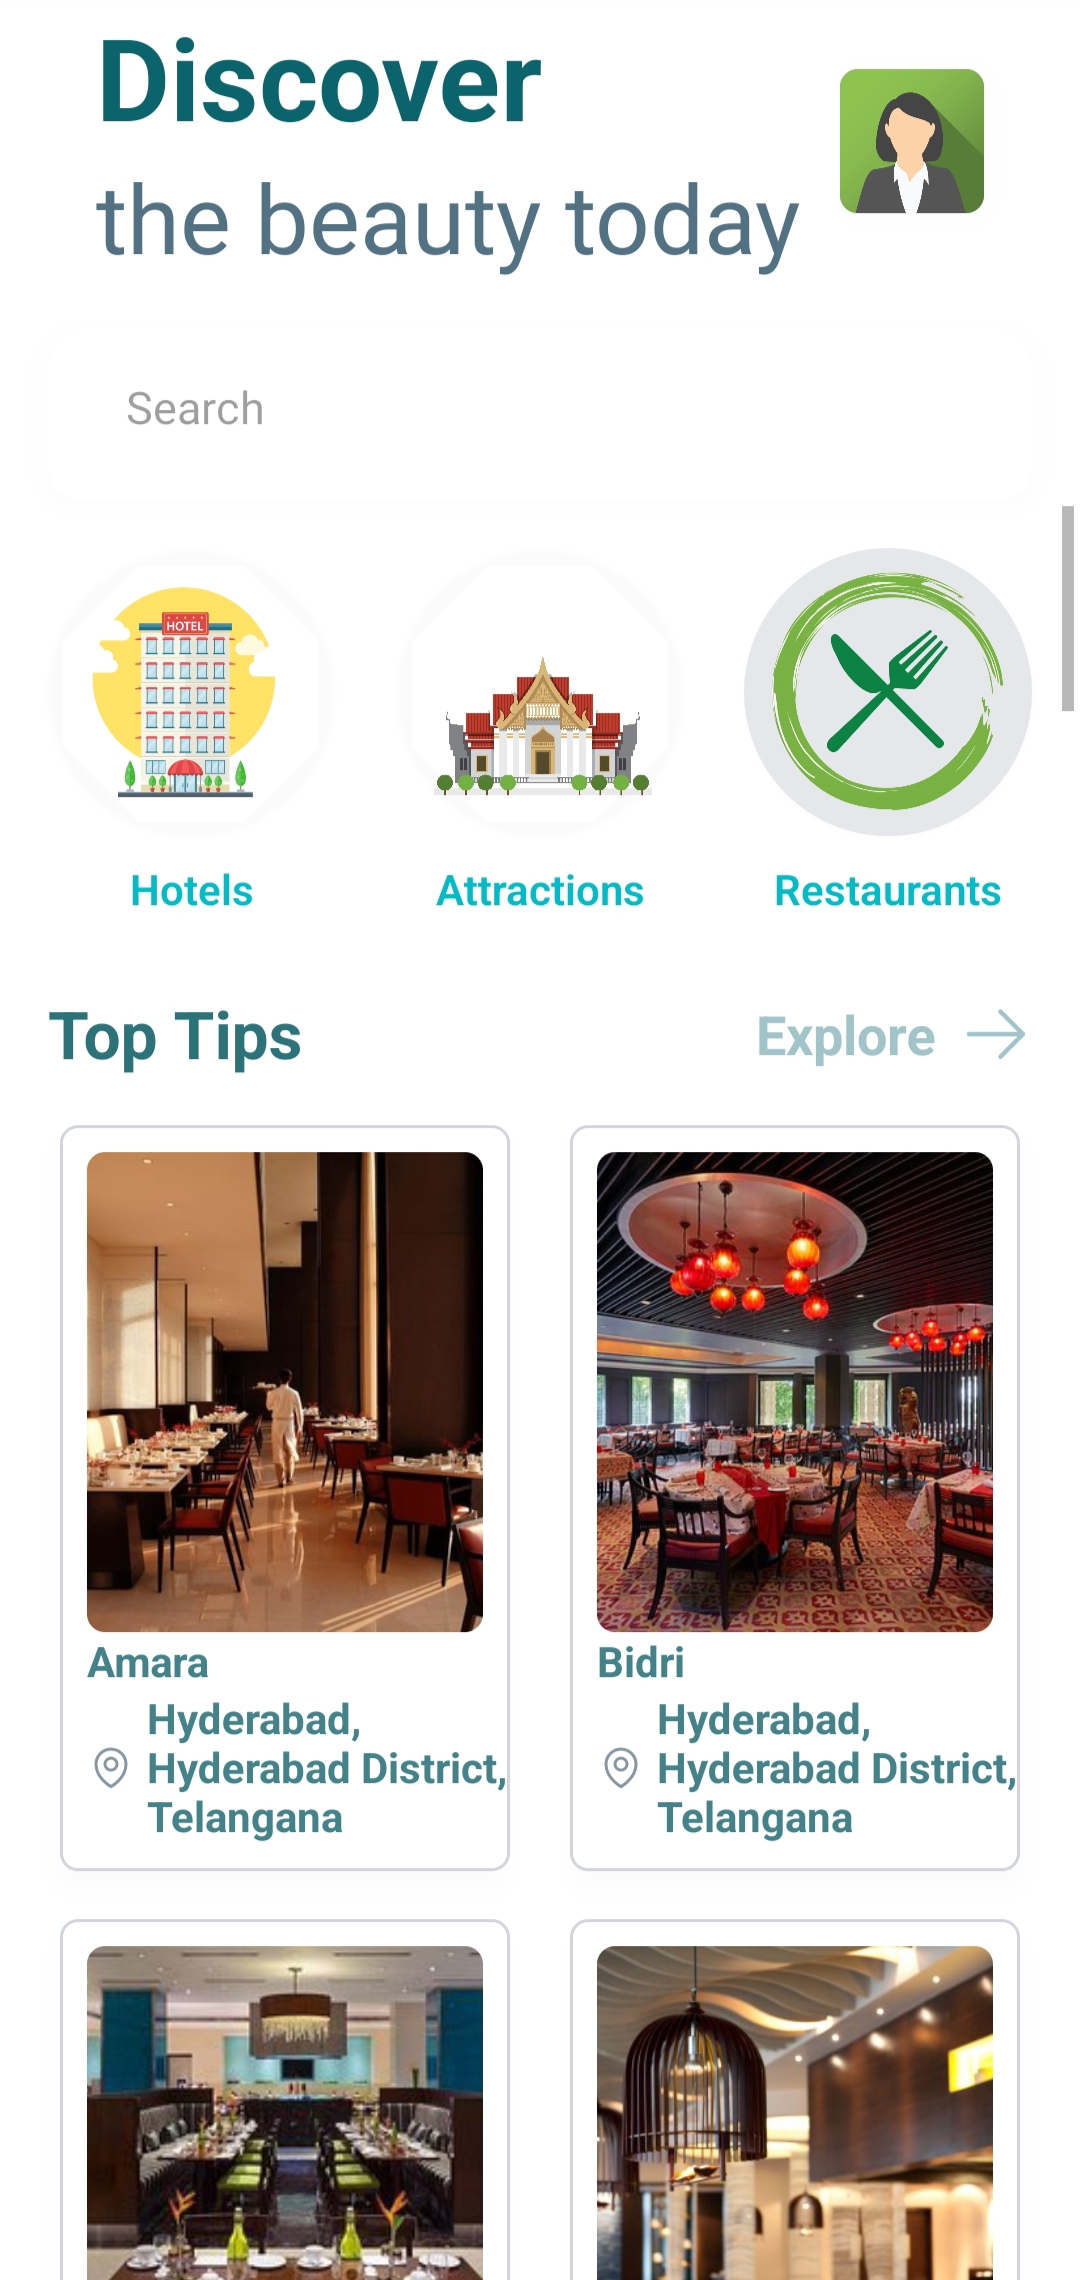 Discover
the beauty today
Search
HOTEL
Hotels
Attractions
Restaurants
Top Tips
Explore
Amara
Hyderabad,
Hyderabad District,
Telangana
Bidri
Hyderabad,
Hyderabad District,
Telangana